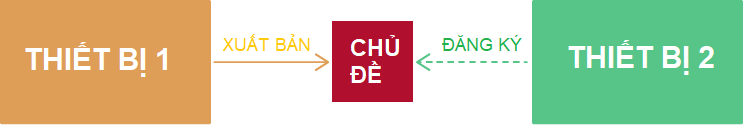 THIẾT BỊ 1
XUẤT BẢN
CHỦ
ĐỀ
ĐĂNG KÝ
THIẾT BỊ 2